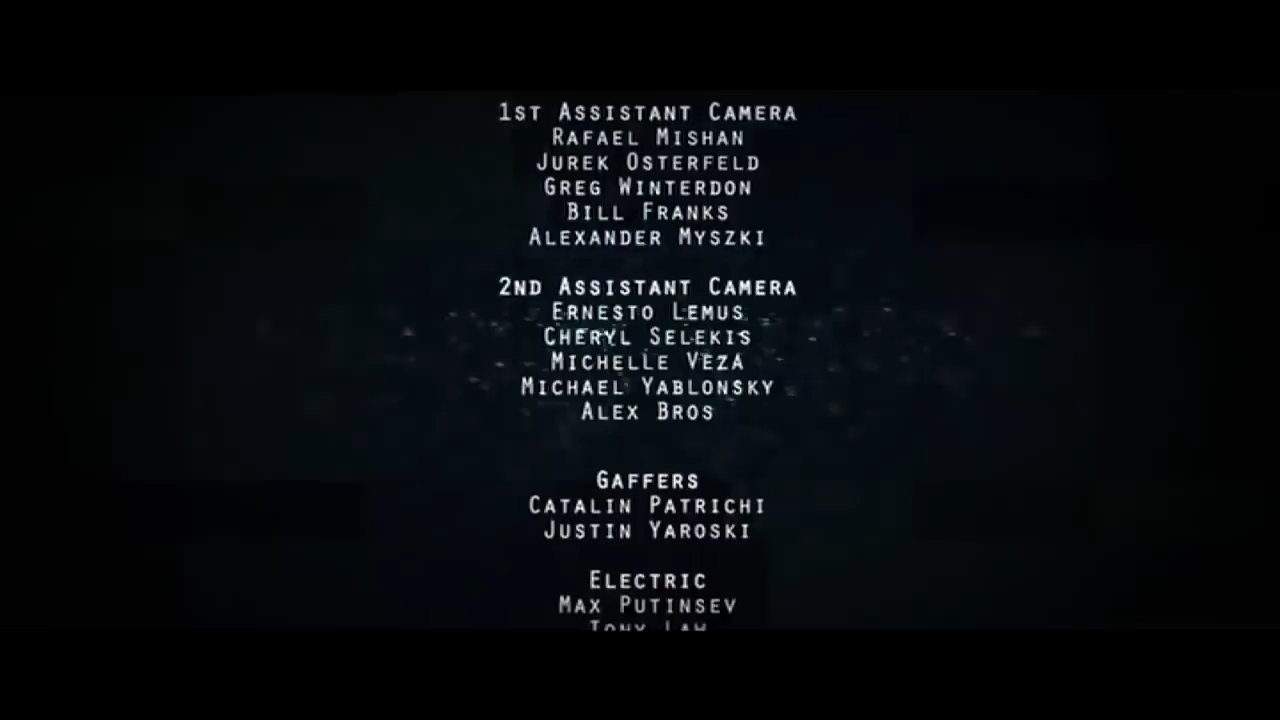 1ST ASSISTANT CAMERA
RAFAEL MISHAN
JUREK OSTERFELD
GREG WINTERDON
BILL FRANKS
ALEXANDER MYSZKI
2ND ASSISTANT CAMERA
ERNESTO LEMUS
CHERYL SELEKIS
MICHELLE VEZA
MICHAEL YABLONSKY
ALEX BROS
GAFFERS
CATALIN PATRICHI
JUSTIN YAROSKI
ELECTRIC
MAX PUTINSEV
TONY